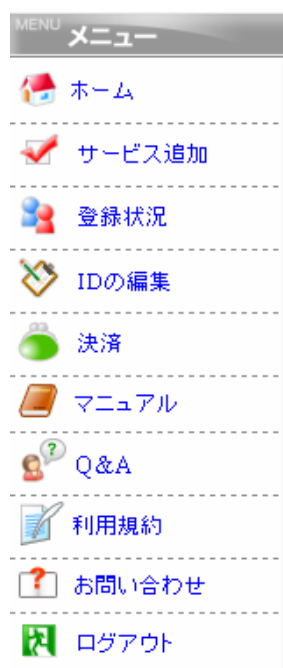 MENU メニュー
ホーム
サービス追加
登録状況
IDの編集
決済
マニュアル
Q&A
利用規約
お問い合わせ
ログアウト